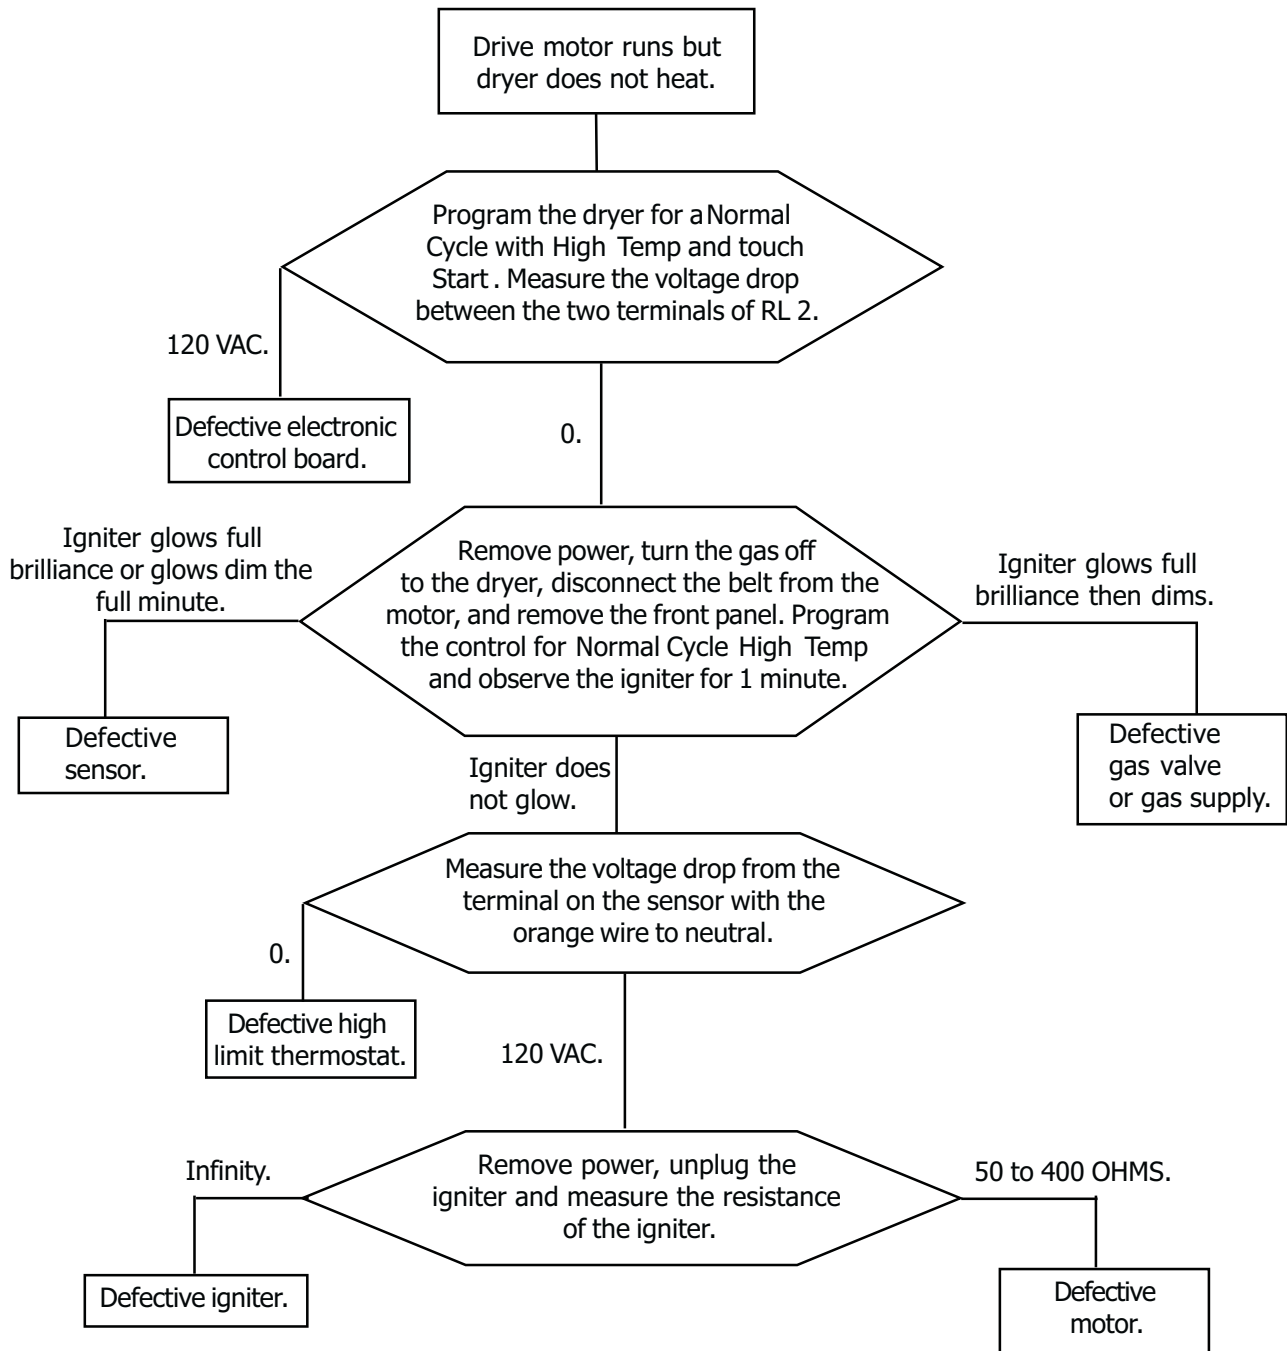 Drive motor runs but
dryer does not heat.
Program the dryer for a Normal
Cycle with High Temp and touch
Start. Measure the voltage drop
between the two terminals of RL 2.
120 VAC.
Defective electronic
control board.
0.
Igniter glows full
brilliance or glows dim the
full minute.
Remove power, turn the gas off
to the dryer, disconnect the belt from the
motor, and remove the front panel. Program
the control for Normal Cycle High Temp
and observe the igniter for 1 minute.
Igniter glows full
brilliance then dims.
Defective
sensor.
Igniter does
not glow.
Defective
gas valve
or gas supply.
Measure the voltage drop from the
terminal on the sensor with the
orange wire to neutral.
0.
Defective high
limit thermostat.
120 VAC.
Infinity.
Remove power, unplug the
igniter and measure the resistance
of the igniter.
50 to 400 OHMS.
Defective igniter.
Defective
motor.